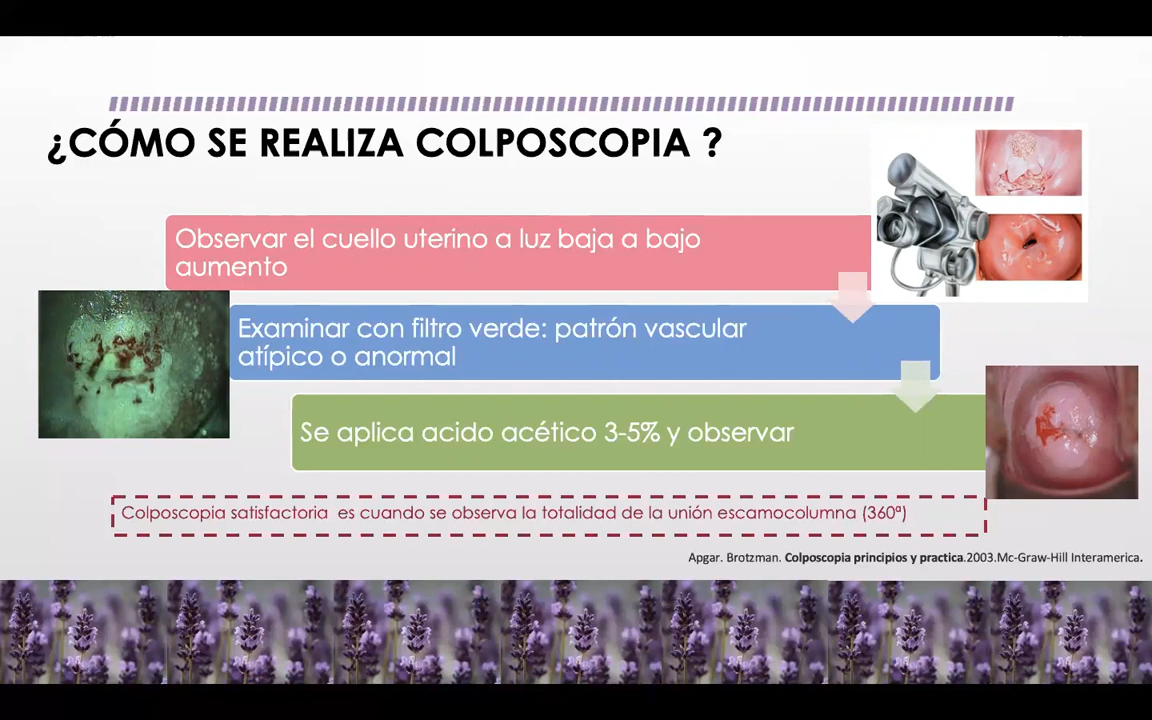 ¿CÓMO SE REALIZA COLPOSCOPIA ?
Observar el cuello uterino a luz baja a bajo
aumento
Examinar con filtro verde: patrón vascular
atípico o anormal
Se aplica acido acético 3-5% y observar
Colposcopia satisfactoria es cuando se observa la totalidad de la unión escamocolumna (360ª)
Apgar. Brotzman. Colposcopia principios y practica.2003.Mc-Graw-Hill Interamerica.